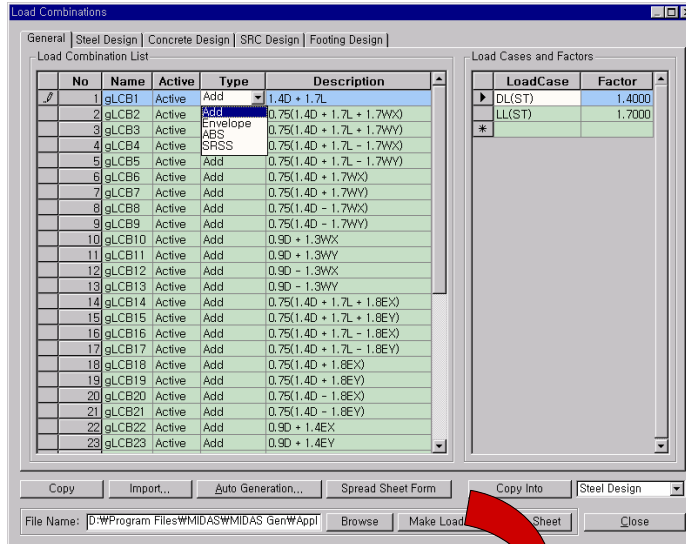 Load Combinations
General Steel Design Concrete Design SRC Design Footing Design
Load Combination List
No Name Active Type Description
1 gLCB1 Active Add 1.4D + 1.7L
2 gLCB2 Active Add 0.75(1.4D + 1.7L + 1.7WX)
3 gLCB3 Active Envelope 0.75(1.4D + 1.7L + 1.7WY)
4 gLCB4 Active ABS 0.75(1.4D + 1.7L - 1.7WX)
SRSS
5 gLCB5 Active Add 0.75(1.4D + 1.7L - 1.7WY)
6 gLCB6 Active Add 0.75(1.4D + 1.7WX)
7 gLCB7 Active Add 0.75(1.4D + 1.7WY)
8 gLCB8 Active Add 0.75(1.4D - 1.7WX)
9 gLCB9 Active Add 0.75(1.4D - 1.7WY)
10 gLCB10 Active Add 0.9D + 1.3WX
11 gLCB11 Active Add 0.9D + 1.3WY
12 gLCB12 Active Add 0.9D - 1.3WX
13 gLCB13 Active Add 0.9D - 1.3WY
14 gLCB14 Active Add 0.75(1.4D + 1.7L + 1.8EX)
15 gLCB15 Active Add 0.75(1.4D + 1.7L + 1.8EY)
16 gLCB16 Active Add 0.75(1.4D + 1.7L - 1.8EX)
17 gLCB17 Active Add 0.75(1.4D + 1.7L - 1.8EY)
18 gLCB18 Active Add 0.75(1.4D + 1.8EX)
19 gLCB19 Active Add 0.75(1.4D + 1.8EY)
20 gLCB20 Active Add 0.75(1.4D - 1.8EX)
21 gLCB21 Active Add 0.75(1.4D - 1.8EY)
22 gLCB22 Active Add 0.9D + 1.4EX
23 gLCB23 Active Add 0.9D + 1.4EY
Load Cases and Factors
LoadCase Factor
DL(ST) 1.4000
LL(ST) 1.7000
*
Copy Import... Auto Generation... Spread Sheet Form Copy Into Steel Design
File Name: D:₩Program Files₩MIDAS₩MIDAS Gen₩Appl Browse Make Load Sheet Close